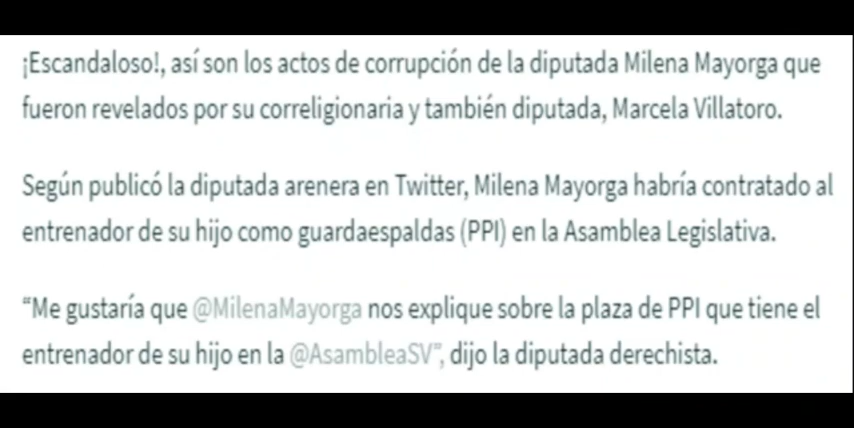 ¡Escandaloso!, así son los actos de corrupción de la diputada Milena Mayorga que
fueron revelados por su correligionaria y también diputada, Marcela Villatoro.
Según publicó la diputada arenera en Twitter, Milena Mayorga habría contratado al
entrenador de su hijo como guardaespaldas (PPI) en la Asamblea Legislativa.
“Me gustaría que @MilenaMayorga nos explique sobre la plaza de PPI que tiene el
entrenador de su hijo en la @AsambleaSV”, dijo la diputada derechista.